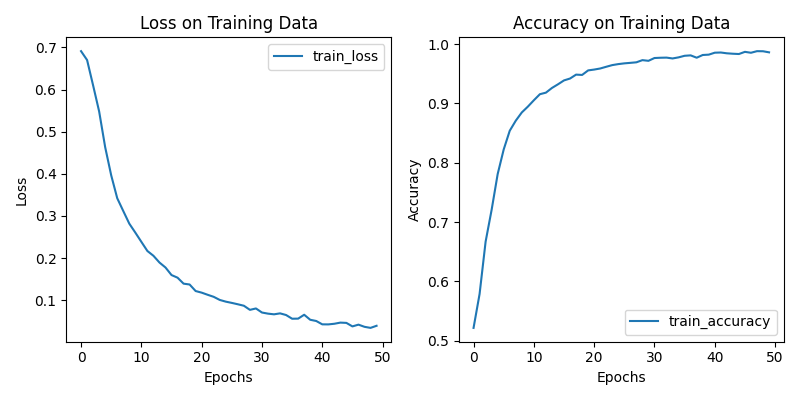 Loss on Training Data
train_loss
0.7
0.6
0.5
0.4
0.3
0.2
0.1
Loss
0 10 20 30 40 50
Epochs
Accuracy on Training Data
1.0
0.9
0.8
0.7
0.6
0.5
Accuracy
train_accuracy
0 10 20 30 40 50
Epochs